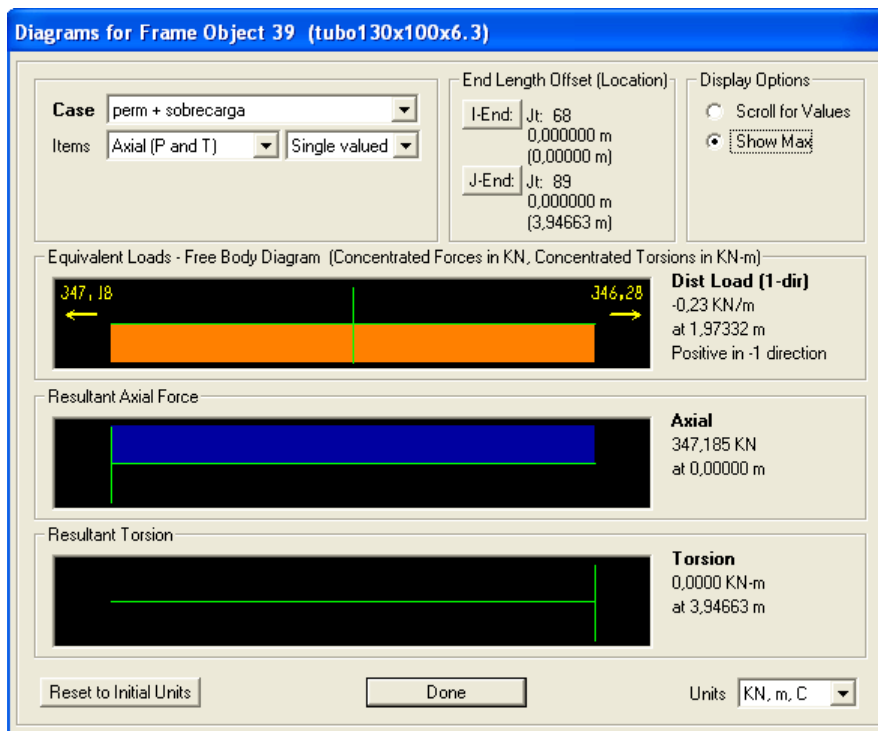 Diagrams for Frame Object 39 (tubo130x100x6.3)
Case perm + sobrecarga
Items Axial (P and T) Single valued
End Length Offset (Location)
I-End: Jt: 68
0,000000 m
(0,00000 m)
J-End: Jt: 89
0,000000 m
(3,94663 m)
Display Options
Scroll for Values
Show Max
Equivalent Loads - Free Body Diagram (Concentrated Forces in KN, Concentrated Torsions in KN-m)
347,18 346,28
Dist Load (1-dir)
-0,23 KN/m
at 1,97332 m
Positive in -1 direction
Resultant Axial Force
Axial
347,185 KN
at 0,00000 m
Resultant Torsion
Torsion
0,0000 KN-m
at 3,94663 m
Reset to Initial Units Done Units KN, m, C